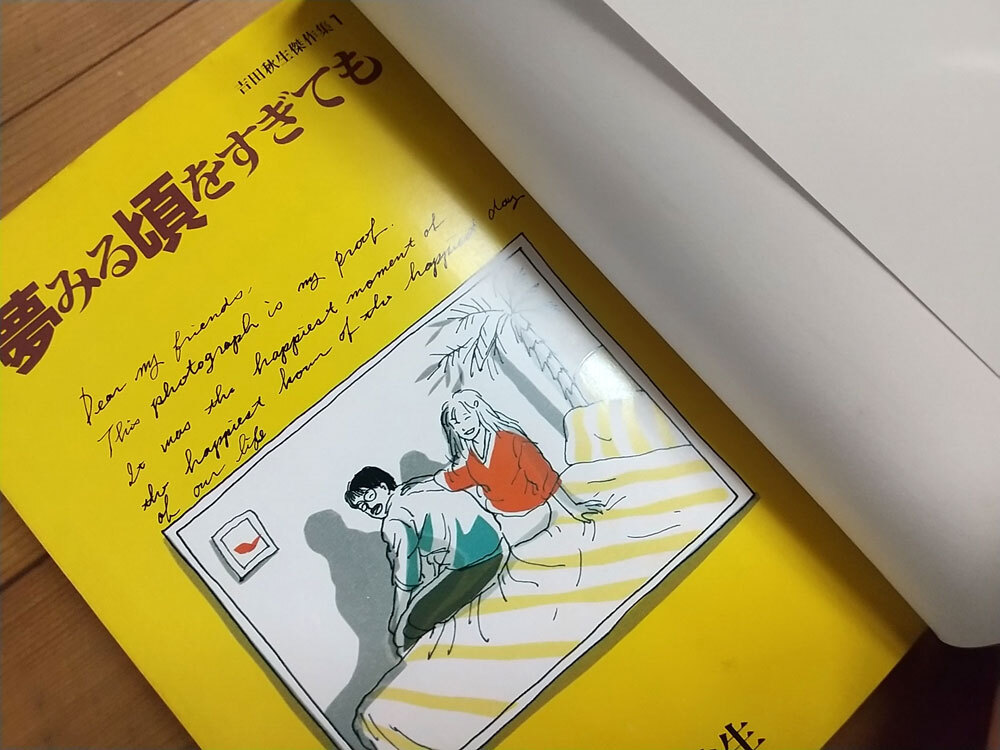 吉田秋生傑作集1
夢みる頃をすぎても
Dear my friends,
This photograph is my proof.
It was the happiest moment of
the happiest hour of the happiest day
of our life
生